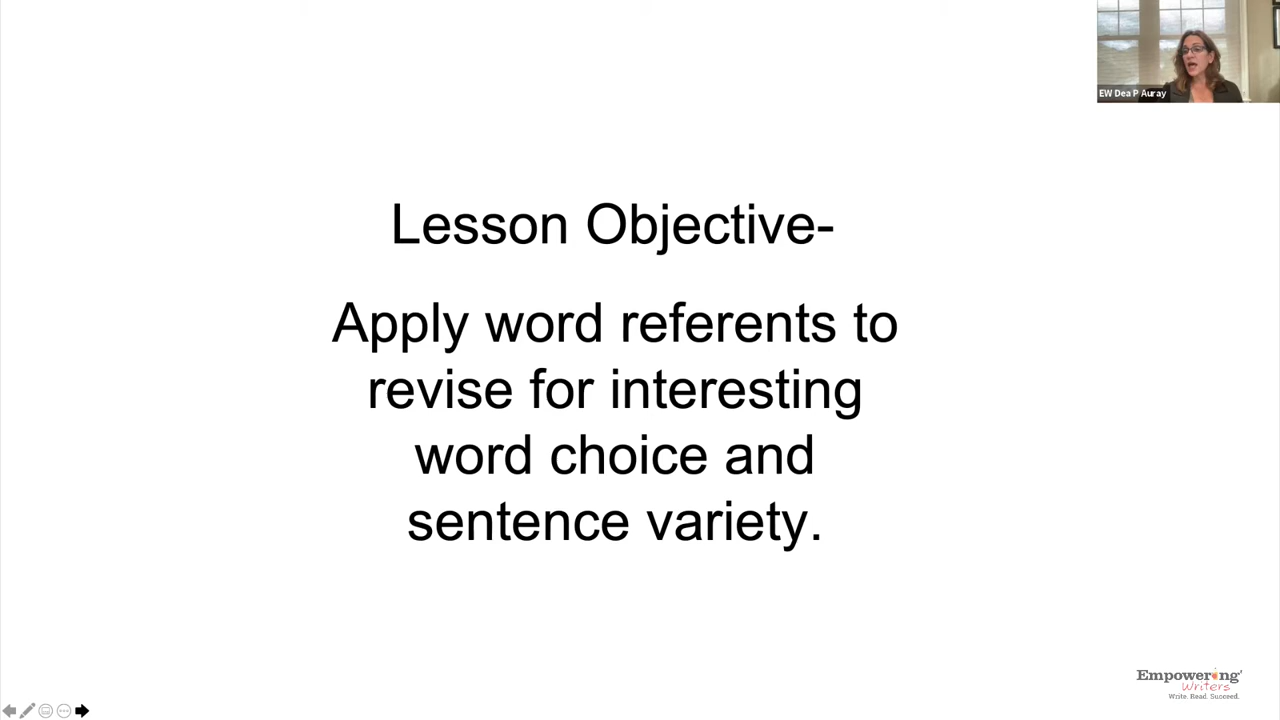 EW Dea P Auray
Lesson Objective-
Apply word referents to
revise for interesting
word choice and
sentence variety.
Empowering
Writers
Write. Read. Succeed.